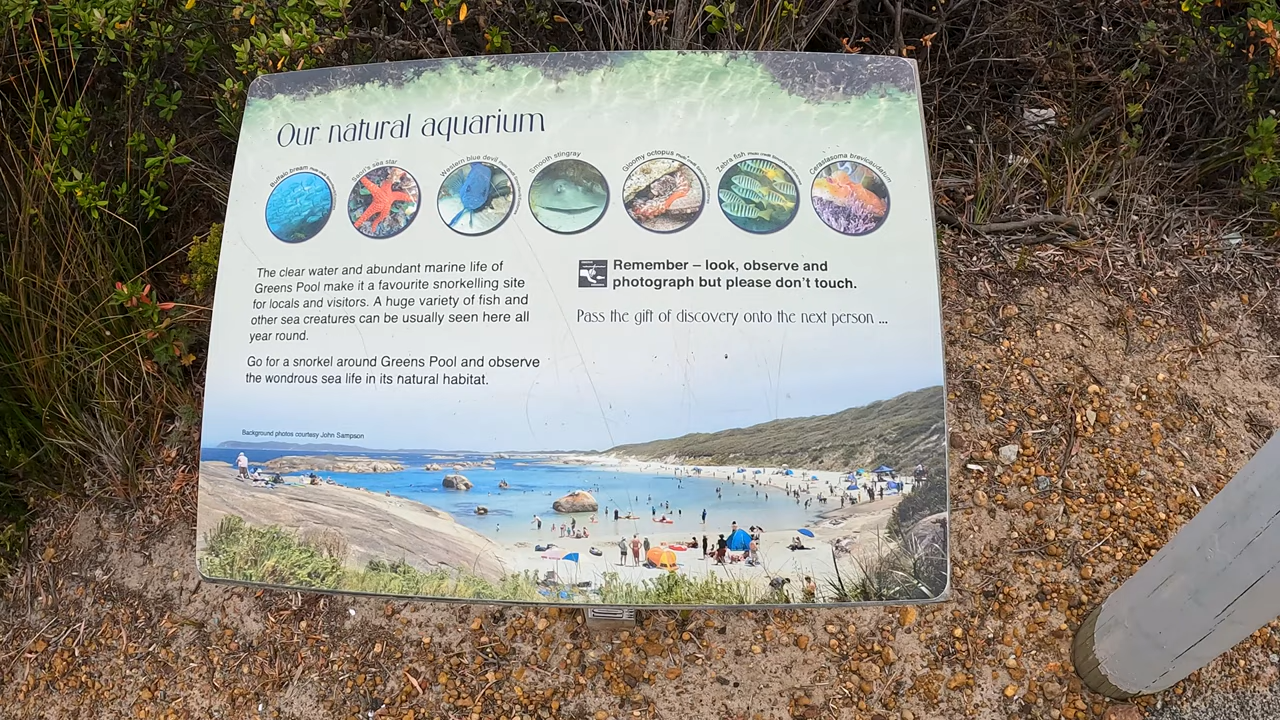 Our natural aquarium
Buffalo bream
Seon's sea star
Western blue devil
Smooth stingray
Gloomy octopus
Zebra fish
Caprastasoma brevicaudatum
The clear water and abundant marine life of
Greens Pool make it a favourite snorkelling site
for locals and visitors. A huge variety of fish and
other sea creatures can be usually seen here all
year round.
Go for a snorkel around Greens Pool and observe
the wondrous sea life in its natural habitat.
Remember – look, observe and
photograph but please don't touch.
Pass the gift of discovery onto the next person ...
Background photos courtesy John Sampson